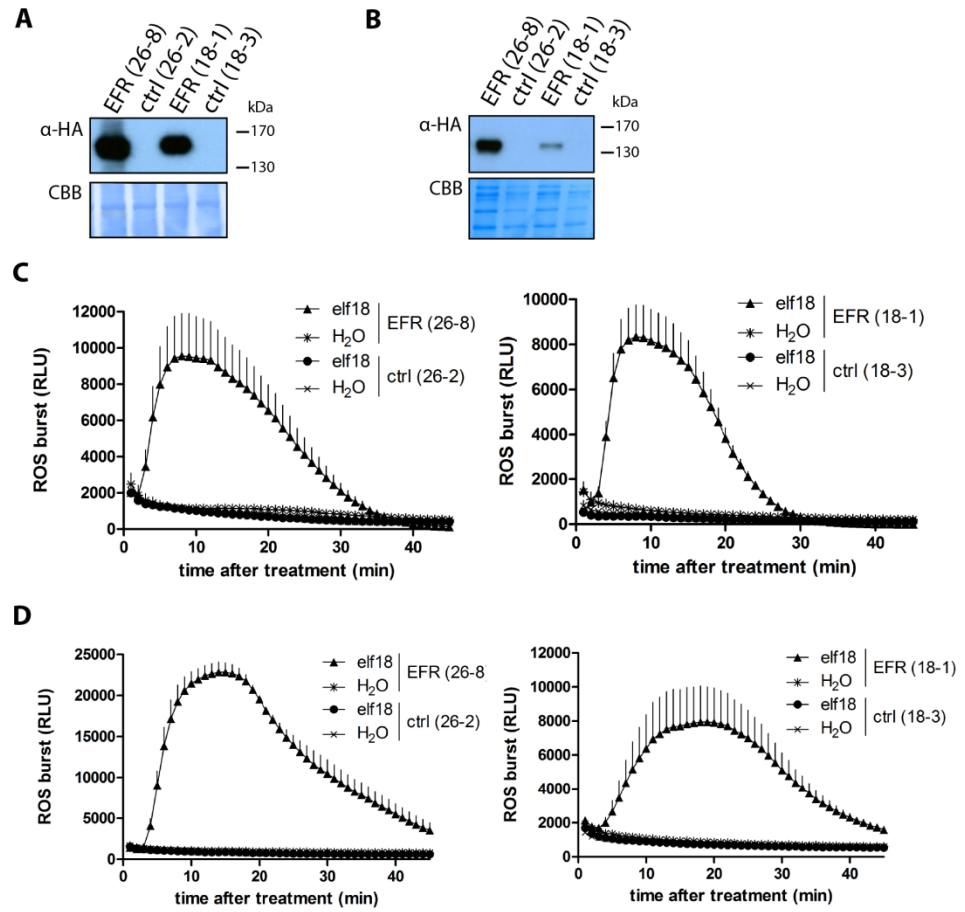 A
EFR (26-8)
ctrl (26-2)
EFR (18-1)
ctrl (18-3)
kDa
α-HA
170
130
CBB
B
EFR (26-8)
ctrl (26-2)
EFR (18-1)
ctrl (18-3)
kDa
α-HA
170
130
CBB
C
ROS burst (RLU)
12000
10000
8000
6000
4000
2000
0
0 10 20 30 40
time after treatment (min)
elf18
H₂O
EFR (26-8)
elf18
H₂O
ctrl (26-2)
ROS burst (RLU)
10000
8000
6000
4000
2000
0
0 10 20 30 40
time after treatment (min)
elf18
H₂O
EFR (18-1)
elf18
H₂O
ctrl (18-3)
D
ROS burst (RLU)
25000
20000
15000
10000
5000
0
0 10 20 30 40
time after treatment (min)
elf18
H₂O
EFR (26-8
elf18
H₂O
ctrl (26-2)
ROS burst (RLU)
12000
10000
8000
6000
4000
2000
0
0 10 20 30 40
time after treatment (min)
elf18
H₂O
EFR (18-1)
elf18
H₂O
ctrl (18-3)